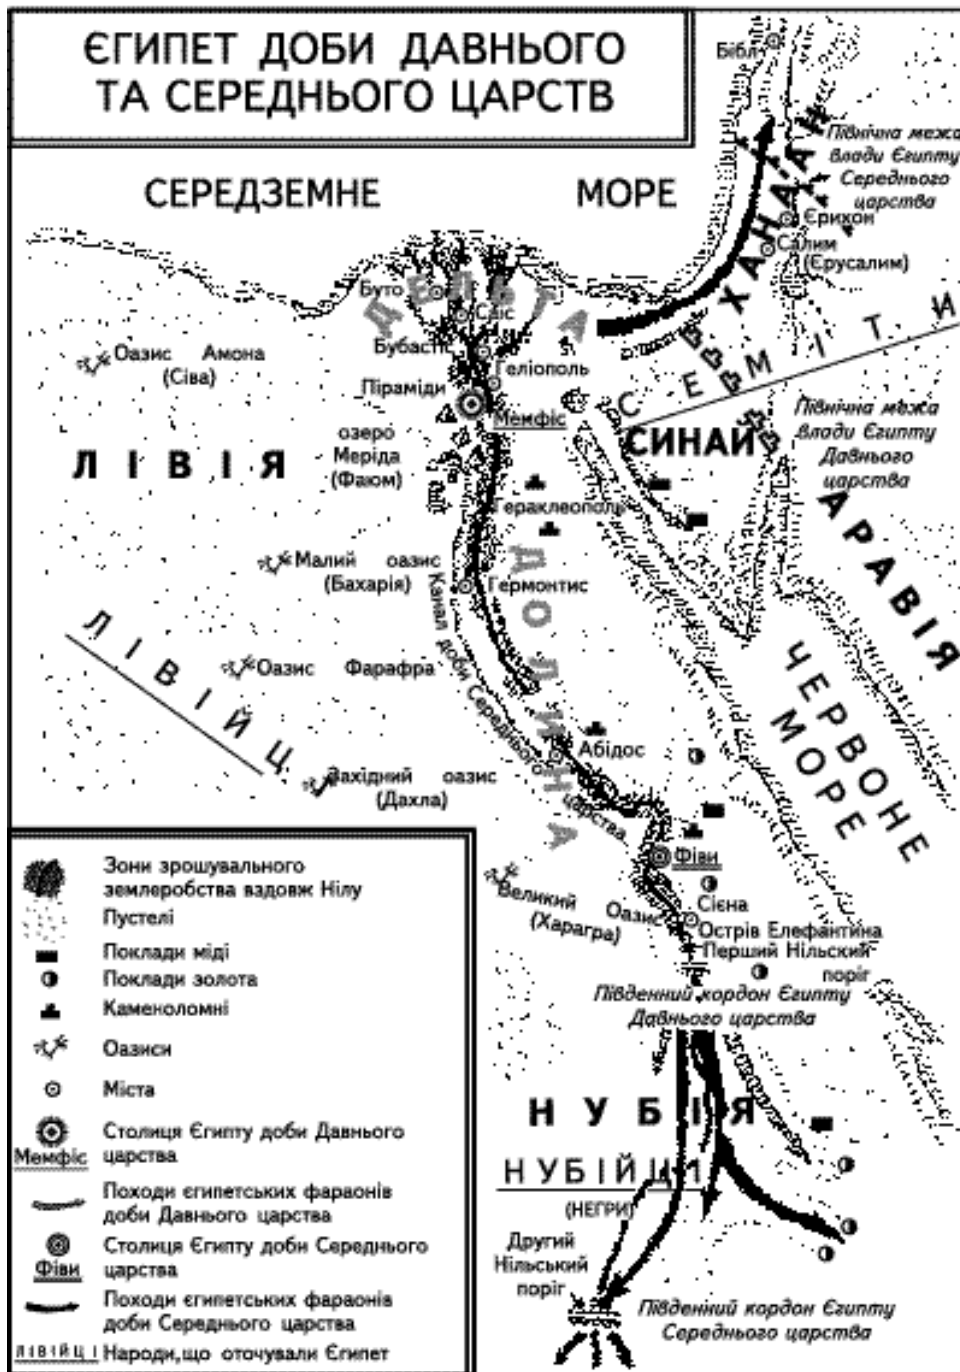 ЄГИПЕТ ДОБИ ДАВНЬОГО
ТА СЕРЕДНЬОГО ЦАРСТВ
Бібл
Північна межа
влади Єгипту
Середнього
царства
СЕРЕДЗЕМНЕ МОРЕ
ХАНААН
Єрихон
Салим
(Єрусалим)
ДЕЛЬТА
Буто
Саіс
Бубастіс
Геліополь
Оазис Амона
(Сіва)
Піраміди
Мемфіс
СЕМІТИ
СИНАЙ
Північна межа
влади Єгипту
Давнього
царства
озеро
Меріда
(Фаюм)
ЛІВІЯ
Гераклеополь
АРАВІЯ
Малий оазис
(Бахарія)
Гермонтис
ДОЛИНА
Канал доби Середнього царства
ЛІВІЙЦІ
Оазис Фарафра
ЧЕРВОНЕ
МОРЕ
Абідос
Західний оазис
(Дахла)
Фіви
Великий Оазис
(Харагра)
Сієна
Острів Елефантина
Перший Нільский
поріг
Південний кордон Єгипту
Давнього царства
НУБІЯ
НУБІЙЦИ
(НЕГРИ)
Другий
Нільський
поріг
Південний кордон Єгипту
Середнього царства
Зони зрошувального
землеробства вздовж Нілу
Пустелі
Поклади міді
Поклади золота
Каменоломні
Оазиси
Міста
Мемфіс
Столиця Єгипту доби Давнього
царства
Походи єгипетських фараонів
доби Давнього царства
Фіви
Столиця Єгипту доби Середнього
царства
Походи єгипетських фараонів
доби Середнього царства
ЛІВІЙЦІ Народи,що оточували Єгипет